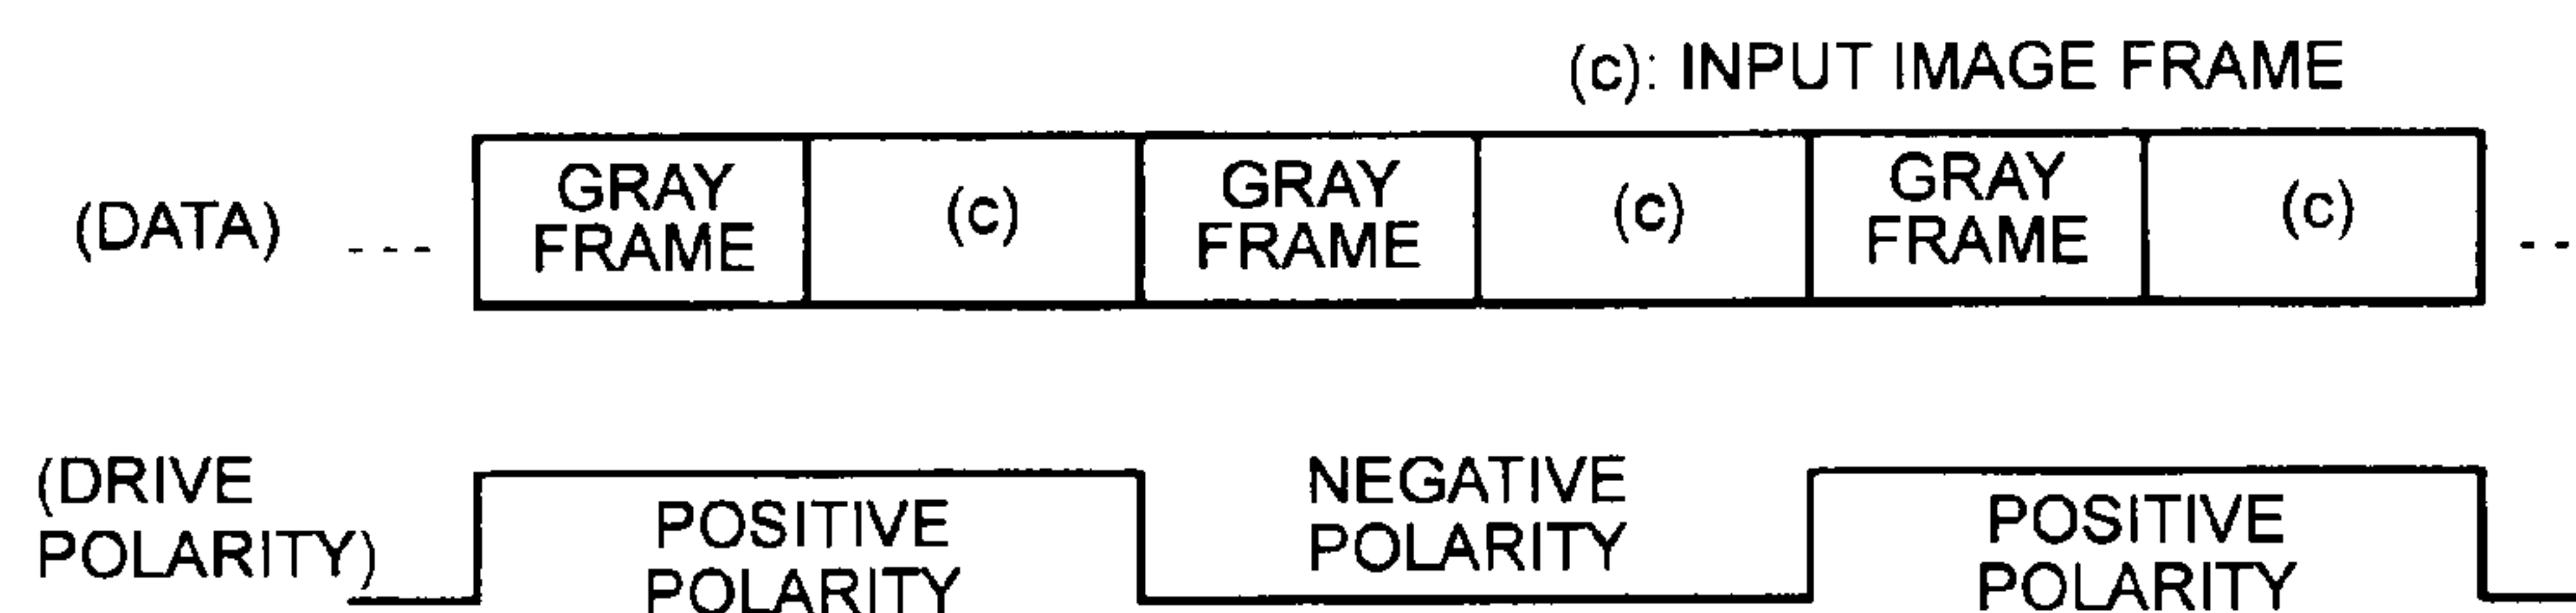 (c): INPUT IMAGE FRAME
(DATA) - - - GRAY FRAME (c) GRAY FRAME (c) GRAY FRAME (c) - -
(DRIVE POLARITY)
POSITIVE POLARITY
NEGATIVE POLARITY
POSITIVE POLARITY